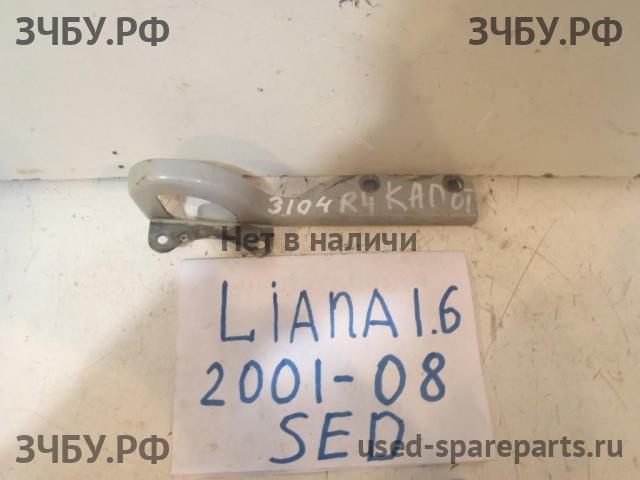 ЗЧБУ.РФ ЗЧБУ.РФ
3104 R4 КАПОТ
Нет в наличи
LIANA 1.6
2001-08
SED
ЗЧБУ.РФ used-spareparts.ru